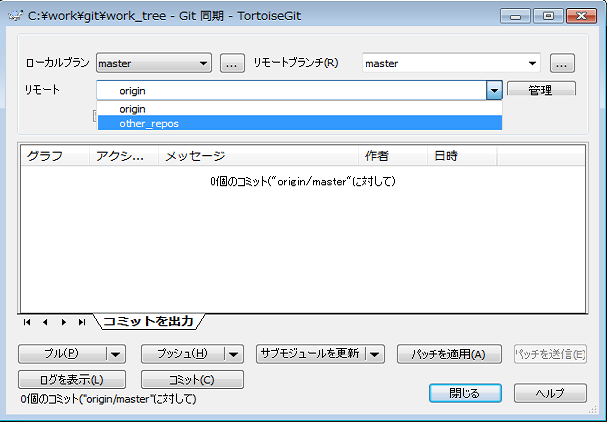 C:¥work¥git¥work_tree - Git 同期 - TortoiseGit
ローカルブラン master ... リモートブランチ(R) master ...
リモート origin 管理
origin
other_repos
グラフ アクシ... メッセージ 作者 日時
0個のコミット("origin/master"に対して)
コミットを出力
プル(P) プッシュ(H) サブモジュールを更新 パッチを適用(A) パッチを送信(E)
ログを表示(L) コミット(C) 閉じる ヘルプ
0個のコミット("origin/master"に対して)